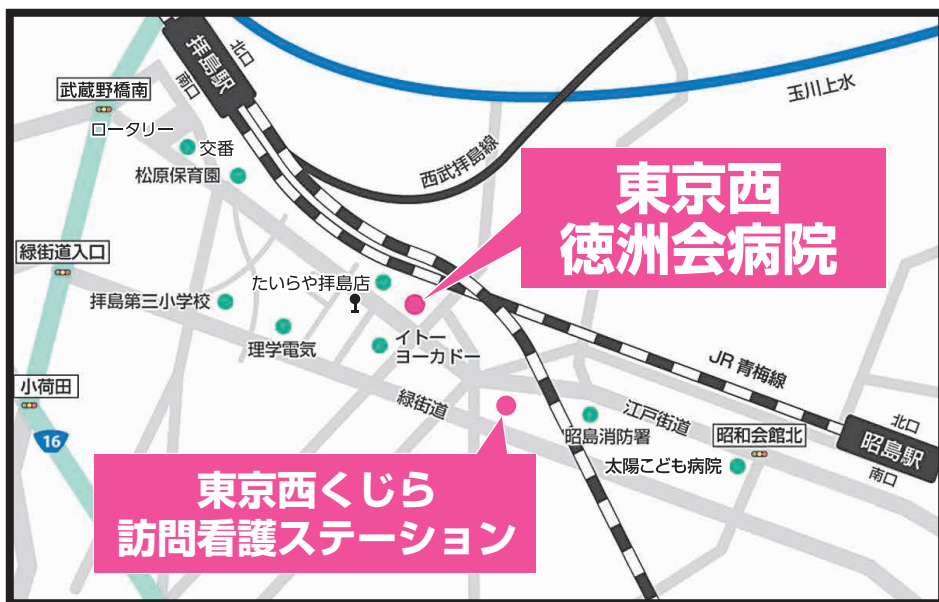 拝島駅
北口
南口
武蔵野橋南
ロータリー
交番
松原保育園
玉川上水
西武拝島線
東京西
徳洲会病院
緑街道入口
たいらや拝島店
拝島第三小学校
理学電気
イトー
ヨーカドー
JR 青梅線
小荷田
16
緑街道
江戸街道
昭島消防署
昭和会館北
太陽こども病院
北口
昭島駅
南口
東京西くじら
訪問看護ステーション